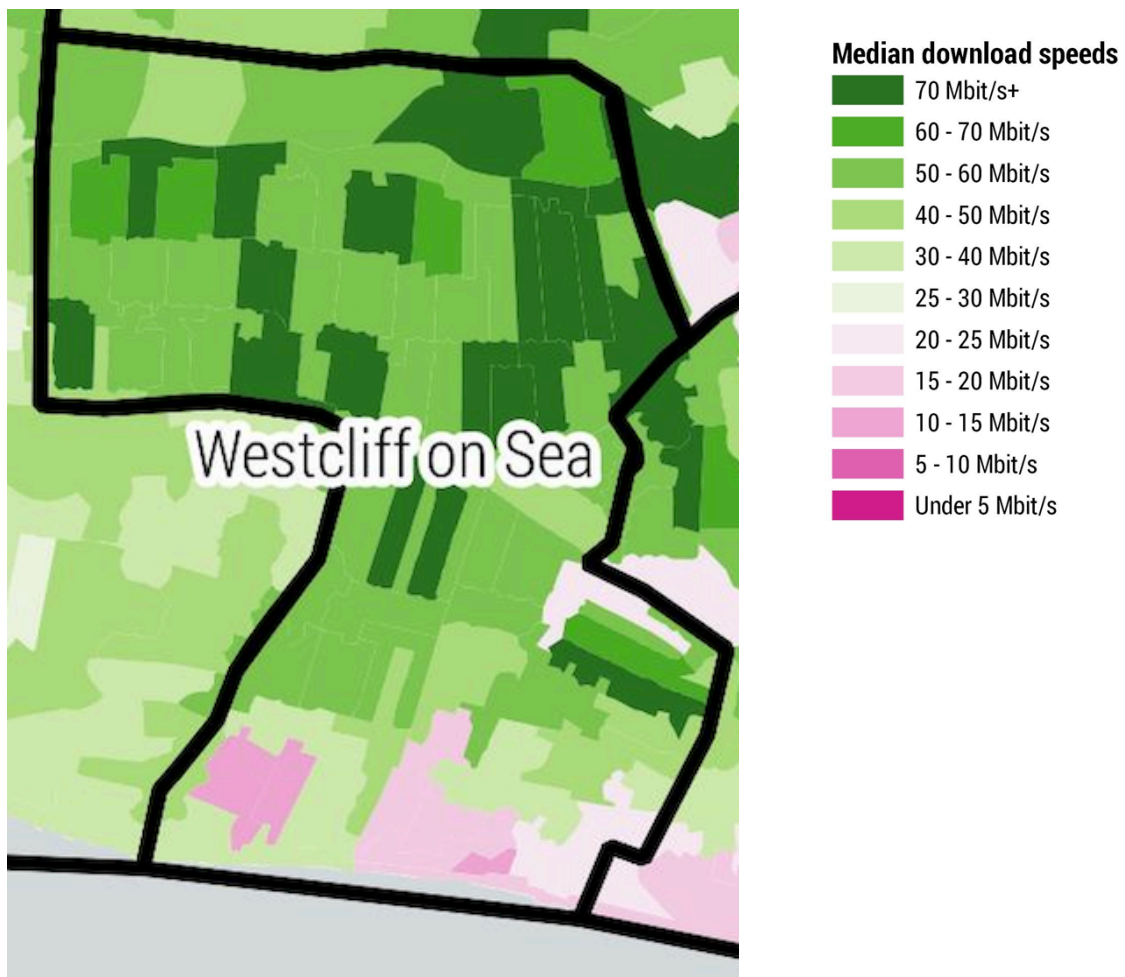 Median download speeds
70 Mbit/s+
60 - 70 Mbit/s
50 - 60 Mbit/s
40 - 50 Mbit/s
30 - 40 Mbit/s
25 - 30 Mbit/s
20 - 25 Mbit/s
15 - 20 Mbit/s
10 - 15 Mbit/s
5 - 10 Mbit/s
Under 5 Mbit/s
Westcliff on Sea